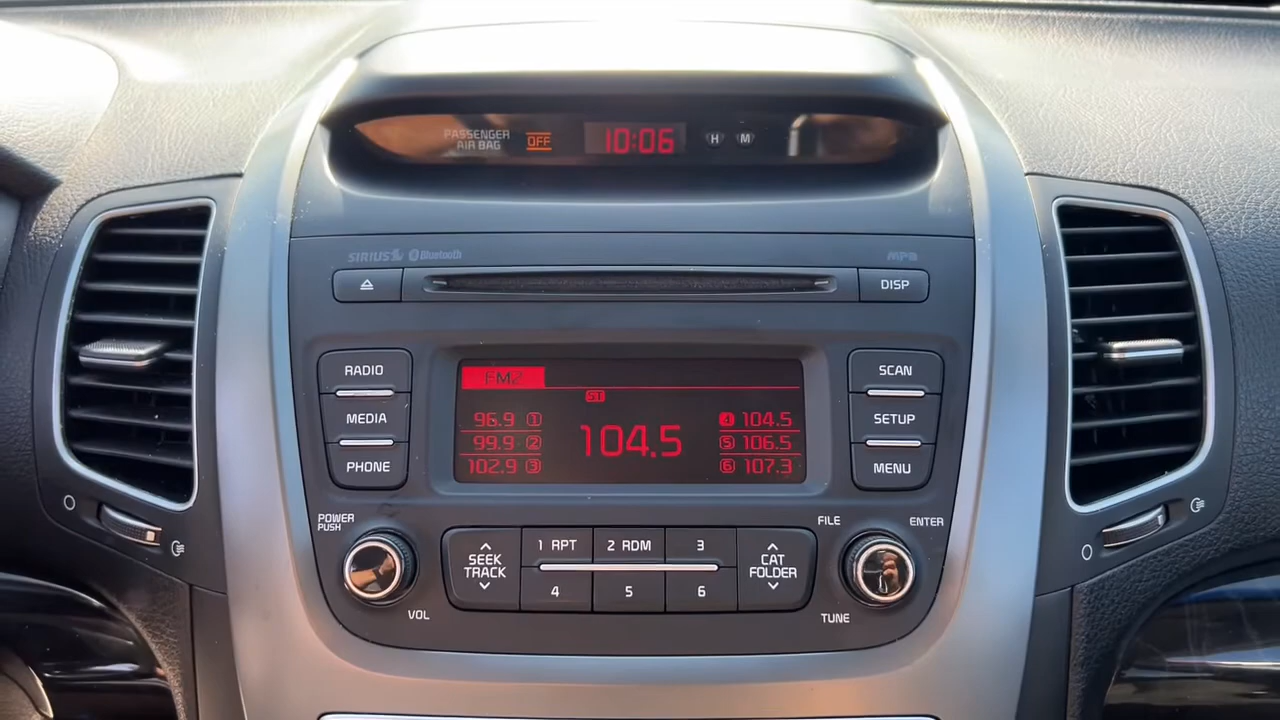 PASSENGER
AIR BAG
OFF
10:06
H
M
SIRIUS
Bluetooth
MP3
DISP
RADIO
MEDIA
PHONE
FM2
ST
96.9 1
99.9 2
102.9 3
104.5
4 104.5
5 106.5
6 107.3
SCAN
SETUP
MENU
POWER
PUSH
VOL
SEEK
TRACK
1 RPT
2 RDM
3
4
5
6
CAT
FOLDER
FILE
ENTER
TUNE